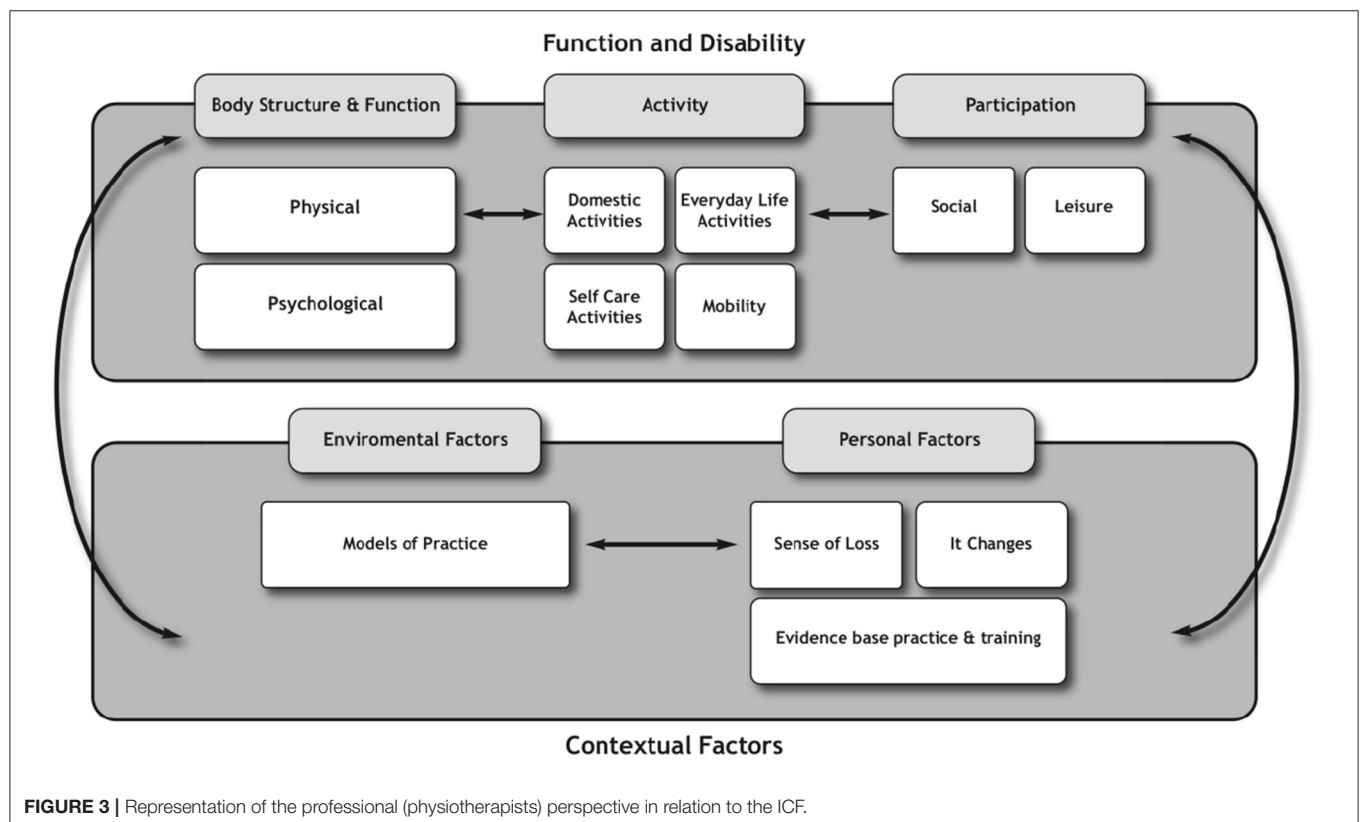 Function and Disability
Body Structure & Function
Activity
Participation
Physical
Domestic
Activities
Everyday Life
Activities
Social
Leisure
Psychological
Self Care
Activities
Mobility
Enviromental Factors
Personal Factors
Models of Practice
Sense of Loss
It Changes
Evidence base practice & training
Contextual Factors
FIGURE 3 | Representation of the professional (physiotherapists) perspective in relation to the ICF.